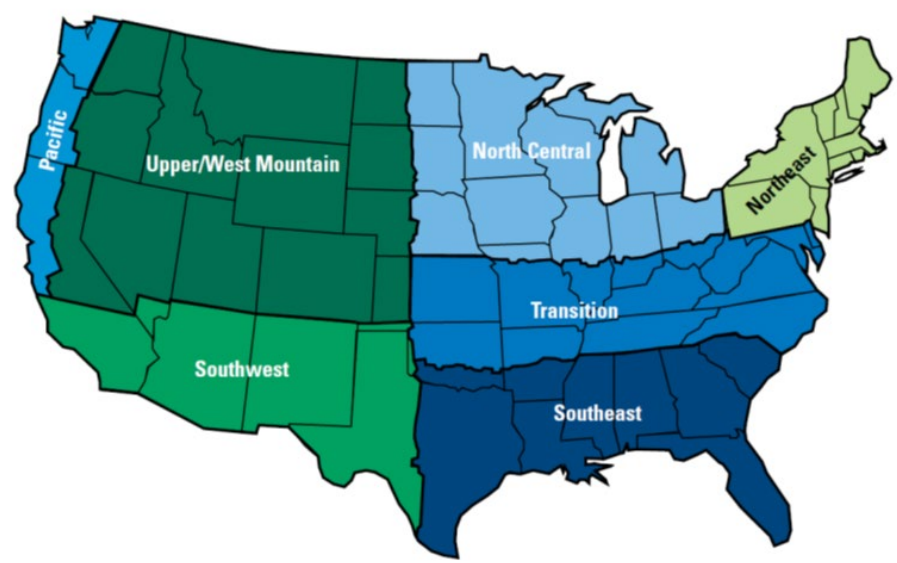 Pacific
Upper/West Mountain
North Central
Northeast
Transition
Southwest
Southeast